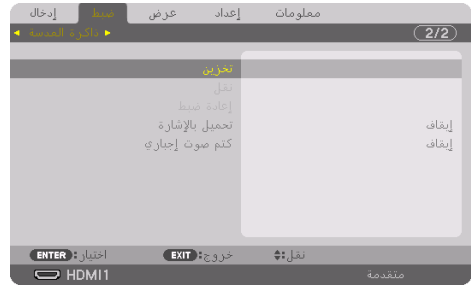 إدخال ضبط عرض إعداد معلومات
ذاكرة العدسة 2/2
تخزين
نقل
إعادة ضبط
تحميل بالإشارة إيقاف
كتم صوت إجباري إيقاف
ENTER :اختيار EXIT :خروج نقل:
HDMI1 متقدمة